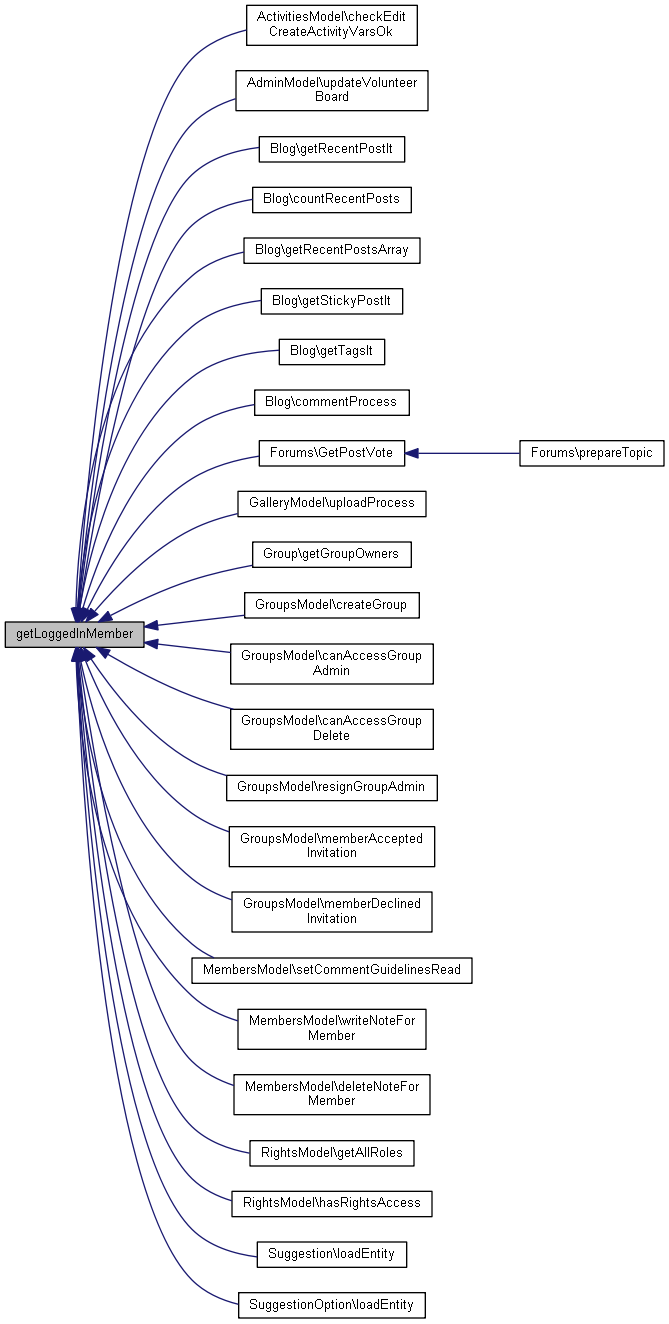 ActivitiesModel\checkEdit
CreateActivityVarsOk
AdminModel\updateVolunteer
Board
Blog\getRecentPostIt
Blog\countRecentPosts
Blog\getRecentPostsArray
Blog\getStickyPostIt
Blog\getTagsIt
Blog\commentProcess
Forums\GetPostVote
Forums\prepareTopic
GalleryModel\uploadProcess
Group\getGroupOwners
GroupsModel\createGroup
getLoggedInMember
GroupsModel\canAccessGroup
Admin
GroupsModel\canAccessGroup
Delete
GroupsModel\resignGroupAdmin
GroupsModel\memberAccepted
Invitation
GroupsModel\memberDeclined
Invitation
MembersModel\setCommentGuidelinesRead
MembersModel\writeNoteFor
Member
MembersModel\deleteNoteFor
Member
RightsModel\getAllRoles
RightsModel\hasRightsAccess
Suggestion\loadEntity
SuggestionOption\loadEntity